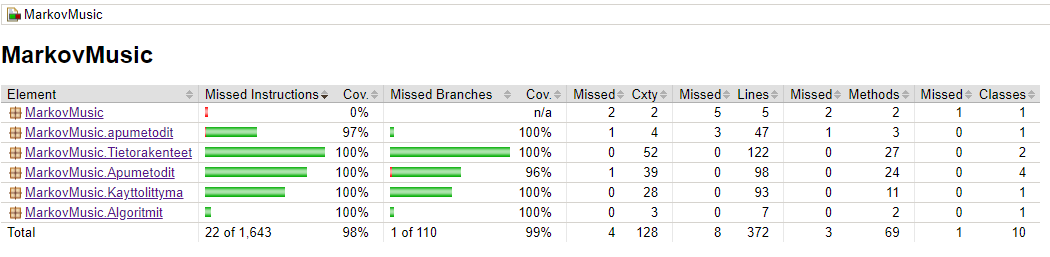 MarkovMusic
MarkovMusic
Element Missed Instructions Cov. Missed Branches Cov. Missed Cxty Missed Lines Missed Methods Missed Classes
MarkovMusic 0% n/a 2 2 5 5 2 2 1 1
MarkovMusic.apumetodit 97% 100% 1 4 3 47 1 3 0 1
MarkovMusic.Tietorakenteet 100% 100% 0 52 0 122 0 27 0 2
MarkovMusic.Apumetodit 100% 96% 1 39 0 98 0 24 0 4
MarkovMusic.Kayttolittyma 100% 100% 0 28 0 93 0 11 0 1
MarkovMusic.Algoritmit 100% 100% 0 3 0 7 0 2 0 1
Total 22 of 1,643 98% 1 of 110 99% 4 128 8 372 3 69 1 10